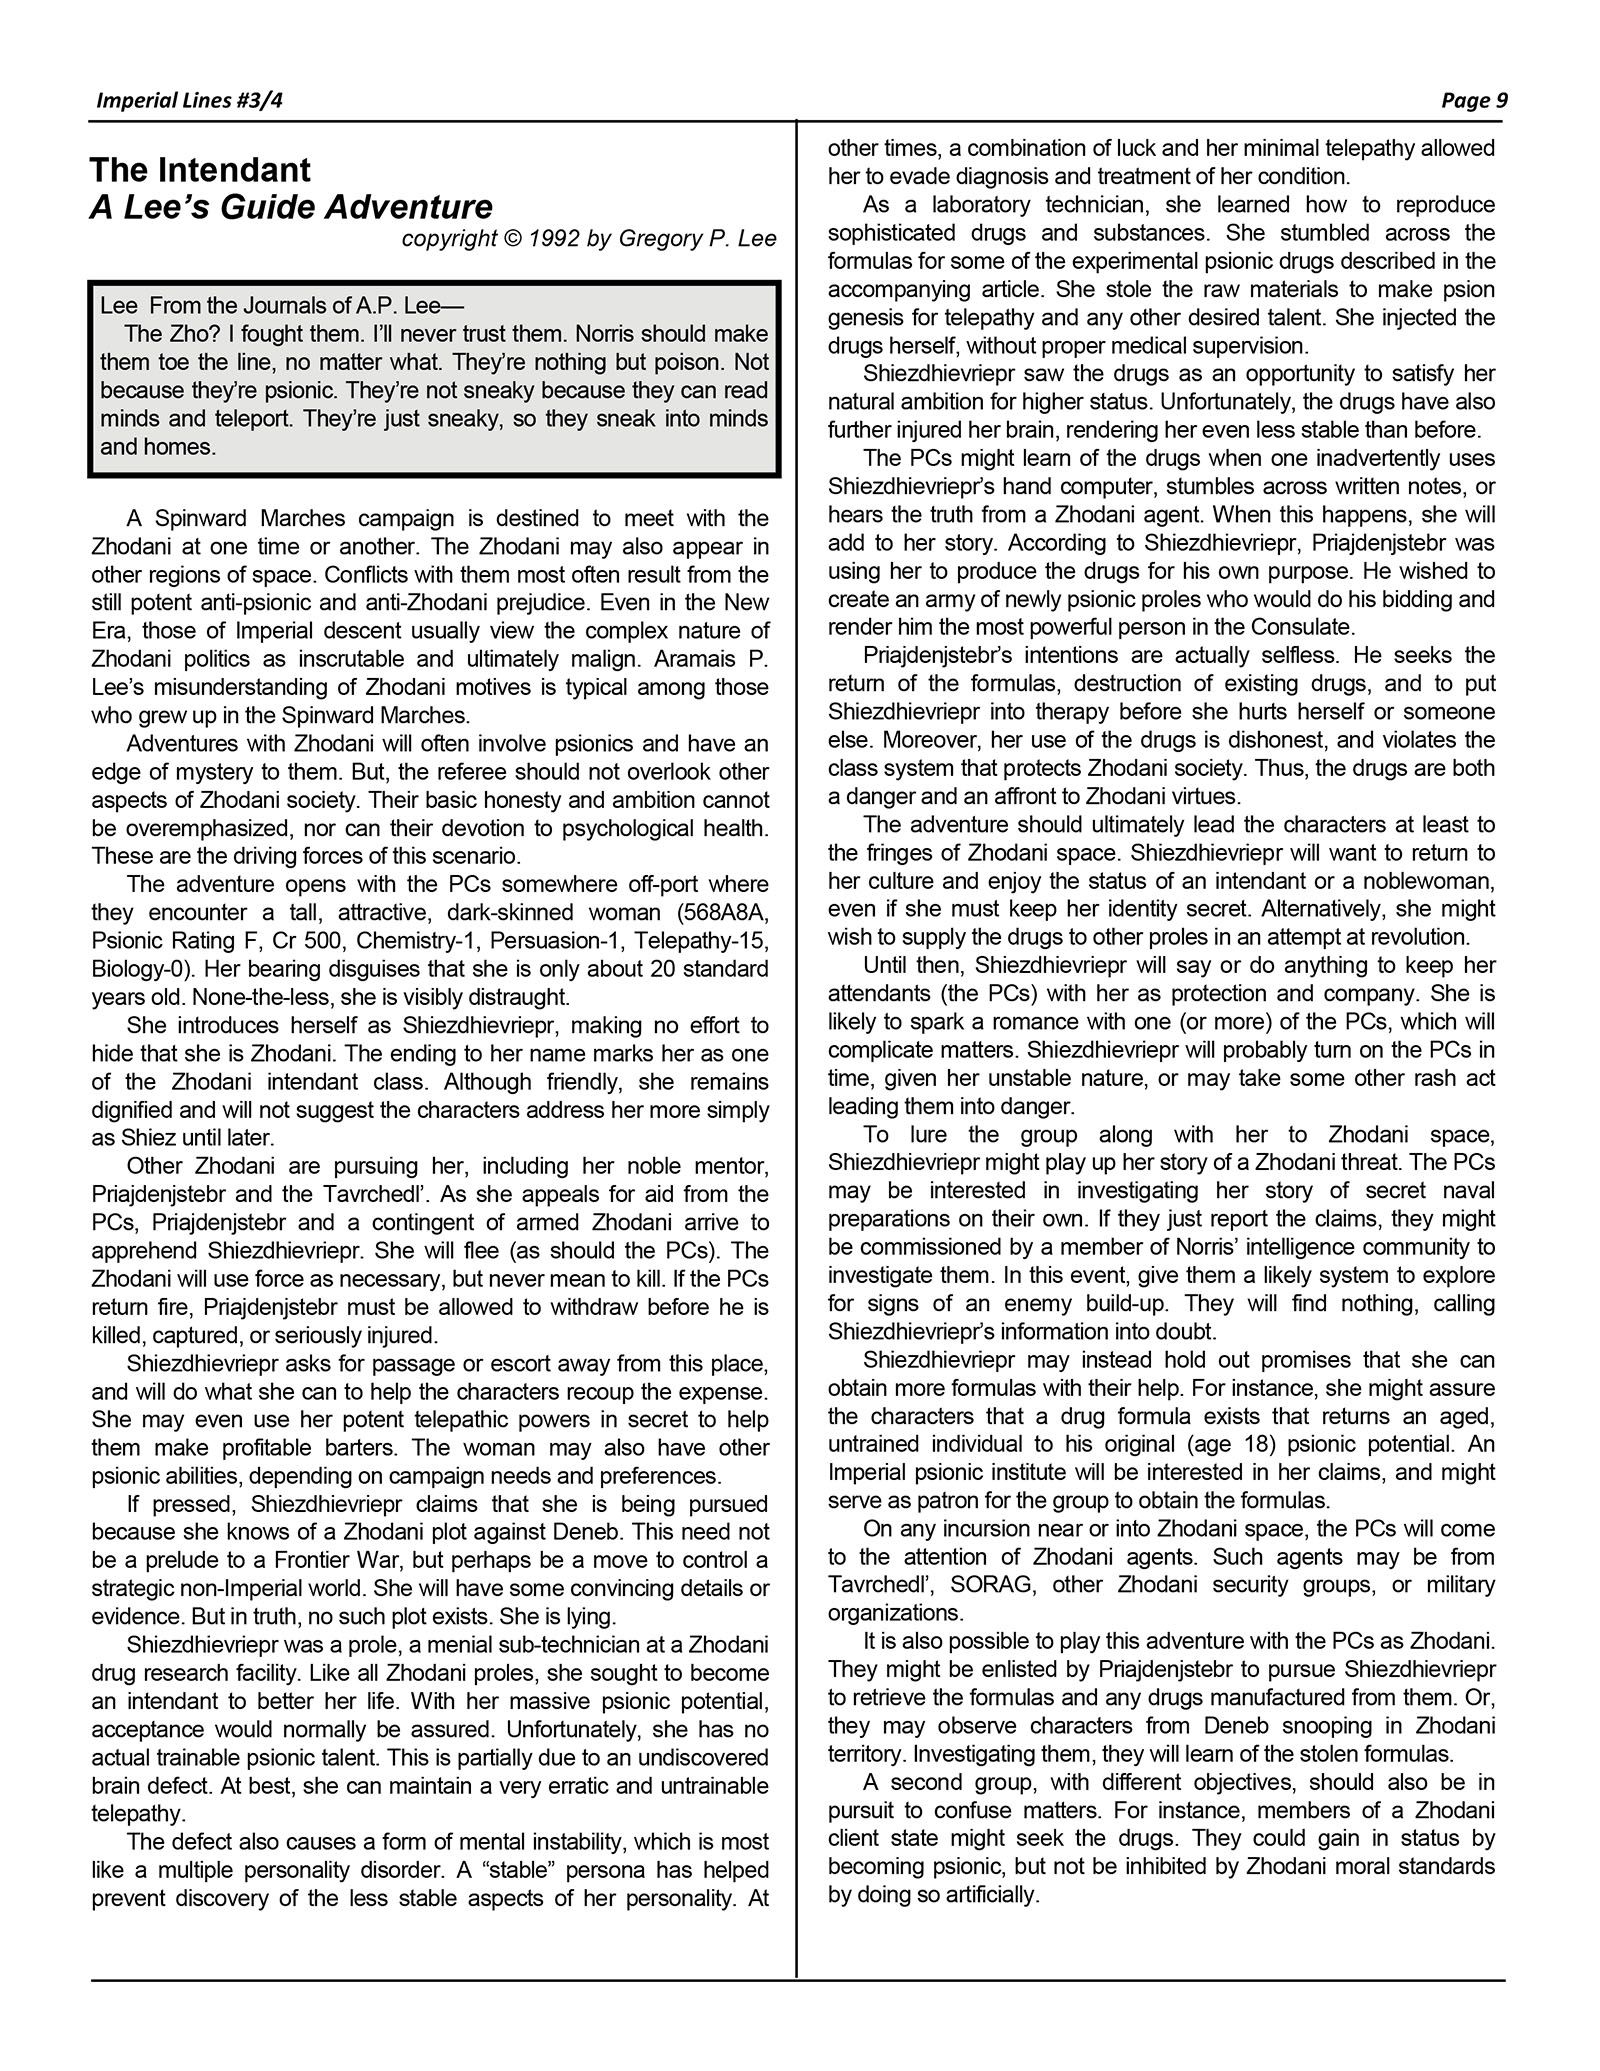 Imperial Lines #3/4
Page 9
The Intendant
A Lee's Guide Adventure
copyright © 1992 by Gregory P. Lee
Lee From the Journals of A.P. Lee—
The Zho? I fought them. I'll never trust them. Norris should make
them toe the line, no matter what. They're nothing but poison. Not
because they're psionic. They're not sneaky because they can read
minds and teleport. They're just sneaky, so they sneak into minds
and homes.
A Spinward Marches campaign is destined to meet with the
Zhodani at one time or another. The Zhodani may also appear in
other regions of space. Conflicts with them most often result from the
still potent anti-psionic and anti-Zhodani prejudice. Even in the New
Era, those of Imperial descent usually view the complex nature of
Zhodani politics as inscrutable and ultimately malign. Aramais P.
Lee's misunderstanding of Zhodani motives is typical among those
who grew up in the Spinward Marches.
Adventures with Zhodani will often involve psionics and have an
edge of mystery to them. But, the referee should not overlook other
aspects of Zhodani society. Their basic honesty and ambition cannot
be overemphasized, nor can their devotion to psychological health.
These are the driving forces of this scenario.
The adventure opens with the PCs somewhere off-port where
they encounter a tall, attractive, dark-skinned woman (568A8A,
Psionic Rating F, Cr 500, Chemistry-1, Persuasion-1, Telepathy-15,
Biology-0). Her bearing disguises that she is only about 20 standard
years old. None-the-less, she is visibly distraught.
She introduces herself as Shiezdhievriepr, making no effort to
hide that she is Zhodani. The ending to her name marks her as one
of the Zhodani intendant class. Although friendly, she remains
dignified and will not suggest the characters address her more simply
as Shiez until later.
Other Zhodani are pursuing her, including her noble mentor,
Priajdenjstebr and the Tavrchedl'. As she appeals for aid from the
PCs, Priajdenjstebr and a contingent of armed Zhodani arrive to
apprehend Shiezdhievriepr. She will flee (as should the PCs). The
Zhodani will use force as necessary, but never mean to kill. If the PCs
return fire, Priajdenjstebr must be allowed to withdraw before he is
killed, captured, or seriously injured.
Shiezdhievriepr asks for passage or escort away from this place,
and will do what she can to help the characters recoup the expense.
She may even use her potent telepathic powers in secret to help
them make profitable barters. The woman may also have other
psionic abilities, depending on campaign needs and preferences.
If pressed, Shiezdhievriepr claims that she is being pursued
because she knows of a Zhodani plot against Deneb. This need not
be a prelude to a Frontier War, but perhaps be a move to control a
strategic non-Imperial world. She will have some convincing details or
evidence. But in truth, no such plot exists. She is lying.
Shiezdhievriepr was a prole, a menial sub-technician at a Zhodani
drug research facility. Like all Zhodani proles, she sought to become
an intendant to better her life. With her massive psionic potential,
acceptance would normally be assured. Unfortunately, she has no
actual trainable psionic talent. This is partially due to an undiscovered
brain defect. At best, she can maintain a very erratic and untrainable
telepathy.
The defect also causes a form of mental instability, which is most
like a multiple personality disorder. A “stable” persona has helped
prevent discovery of the less stable aspects of her personality. At
other times, a combination of luck and her minimal telepathy allowed
her to evade diagnosis and treatment of her condition.
As a laboratory technician, she learned how to reproduce
sophisticated drugs and substances. She stumbled across the
formulas for some of the experimental psionic drugs described in the
accompanying article. She stole the raw materials to make psion
genesis for telepathy and any other desired talent. She injected the
drugs herself, without proper medical supervision.
Shiezdhievriepr saw the drugs as an opportunity to satisfy her
natural ambition for higher status. Unfortunately, the drugs have also
further injured her brain, rendering her even less stable than before.
The PCs might learn of the drugs when one inadvertently uses
Shiezdhievriepr's hand computer, stumbles across written notes, or
hears the truth from a Zhodani agent. When this happens, she will
add to her story. According to Shiezdhievriepr, Priajdenjstebr was
using her to produce the drugs for his own purpose. He wished to
create an army of newly psionic proles who would do his bidding and
render him the most powerful person in the Consulate.
Priajdenjstebr's intentions are actually selfless. He seeks the
return of the formulas, destruction of existing drugs, and to put
Shiezdhievriepr into therapy before she hurts herself or someone
else. Moreover, her use of the drugs is dishonest, and violates the
class system that protects Zhodani society. Thus, the drugs are both
a danger and an affront to Zhodani virtues.
The adventure should ultimately lead the characters at least to
the fringes of Zhodani space. Shiezdhievriepr will want to return to
her culture and enjoy the status of an intendant or a noblewoman,
even if she must keep her identity secret. Alternatively, she might
wish to supply the drugs to other proles in an attempt at revolution.
Until then, Shiezdhievriepr will say or do anything to keep her
attendants (the PCs) with her as protection and company. She is
likely to spark a romance with one (or more) of the PCs, which will
complicate matters. Shiezdhievriepr will probably turn on the PCs in
time, given her unstable nature, or may take some other rash act
leading them into danger.
To lure the group along with her to Zhodani space,
Shiezdhievriepr might play up her story of a Zhodani threat. The PCs
may be interested in investigating her story of secret naval
preparations on their own. If they just report the claims, they might
be commissioned by a member of Norris' intelligence community to
investigate them. In this event, give them a likely system to explore
for signs of an enemy build-up. They will find nothing, calling
Shiezdhievriepr's information into doubt.
Shiezdhievriepr may instead hold out promises that she can
obtain more formulas with their help. For instance, she might assure
the characters that a drug formula exists that returns an aged,
untrained individual to his original (age 18) psionic potential. An
Imperial psionic institute will be interested in her claims, and might
serve as patron for the group to obtain the formulas.
On any incursion near or into Zhodani space, the PCs will come
to the attention of Zhodani agents. Such agents may be from
Tavrchedl', SORAG, other Zhodani security groups, or military
organizations.
It is also possible to play this adventure with the PCs as Zhodani.
They might be enlisted by Priajdenjstebr to pursue Shiezdhievriepr
to retrieve the formulas and any drugs manufactured from them. Or,
they may observe characters from Deneb snooping in Zhodani
territory. Investigating them, they will learn of the stolen formulas.
A second group, with different objectives, should also be in
pursuit to confuse matters. For instance, members of a Zhodani
client state might seek the drugs. They could gain in status by
becoming psionic, but not be inhibited by Zhodani moral standards
by doing so artificially.